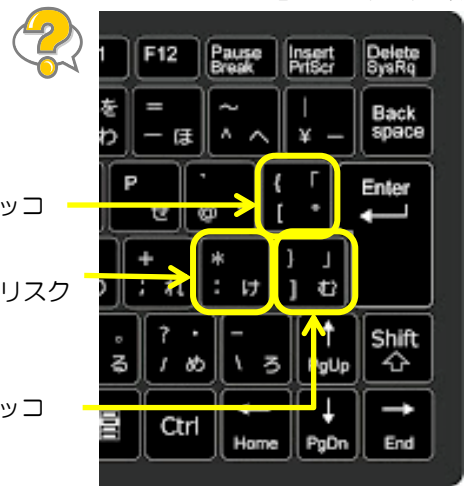 ?
1 F12 Pause Break Insert PrtScr Delete SysRq
を わ = - ほ ~ ^ へ | ¥ ー Back space
P せ ` @ ゛ { 「 [ ゜ Enter
ッコ
+ ; れ * : け } 」 ] む
リスク
。 る ? ・ / め _ \ ろ PgUp Shift
ッコ
Ctrl Home PgDn End